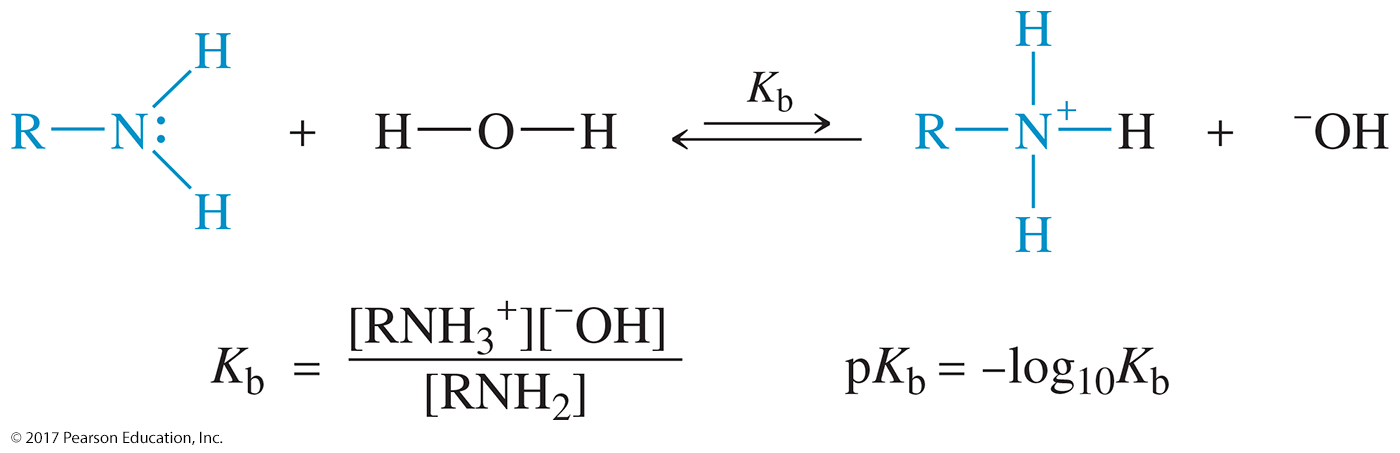 H H
R—N: + H—O—H Kb R—N⁺—H + ⁻OH
H H
Kb = [RNH₃⁺][⁻OH] / [RNH₂] pKb = –log₁₀Kb
© 2017 Pearson Education, Inc.